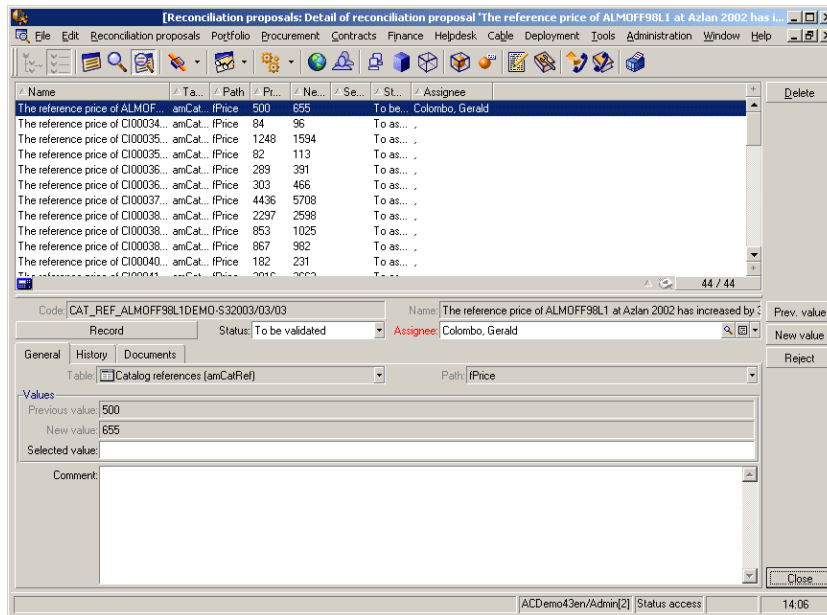 [Reconciliation proposals: Detail of reconciliation proposal 'The reference price of ALMOFF98L1 at Azlan 2002 has i...
File Edit Reconciliation proposals Portfolio Procurement Contracts Finance Helpdesk Cable Deployment Tools Administration Window Help
Name Ta... Path Pr... Ne... Se... St... Assignee
Delete
The reference price of ALMOF... amCat... fPrice 500 655 To be... Colombo, Gerald
The reference price of CI00034... amCat... fPrice 84 96 To as... ,
The reference price of CI00035... amCat... fPrice 1248 1594 To as... ,
The reference price of CI00035... amCat... fPrice 82 113 To as... ,
The reference price of CI00036... amCat... fPrice 289 391 To as... ,
The reference price of CI00036... amCat... fPrice 303 466 To as... ,
The reference price of CI00037... amCat... fPrice 4436 5708 To as... ,
The reference price of CI00038... amCat... fPrice 2297 2598 To as... ,
The reference price of CI00038... amCat... fPrice 853 1025 To as... ,
The reference price of CI00038... amCat... fPrice 867 982 To as... ,
The reference price of CI00040... amCat... fPrice 182 231 To as... ,
44 / 44
Code: CAT_REF_ALMOFF98L1DEMO-S32003/03/03 Name: The reference price of ALMOFF98L1 at Azlan 2002 has increased by
Prev. value
Record Status: To be validated Assignee: Colombo, Gerald
New value
General History Documents
Reject
Table: Catalog references (amCatRef) Path: fPrice
Values
Previous value: 500
New value: 655
Selected value:
Comment:
Close
ACDemo43en/Admin[2] Status access 14:06